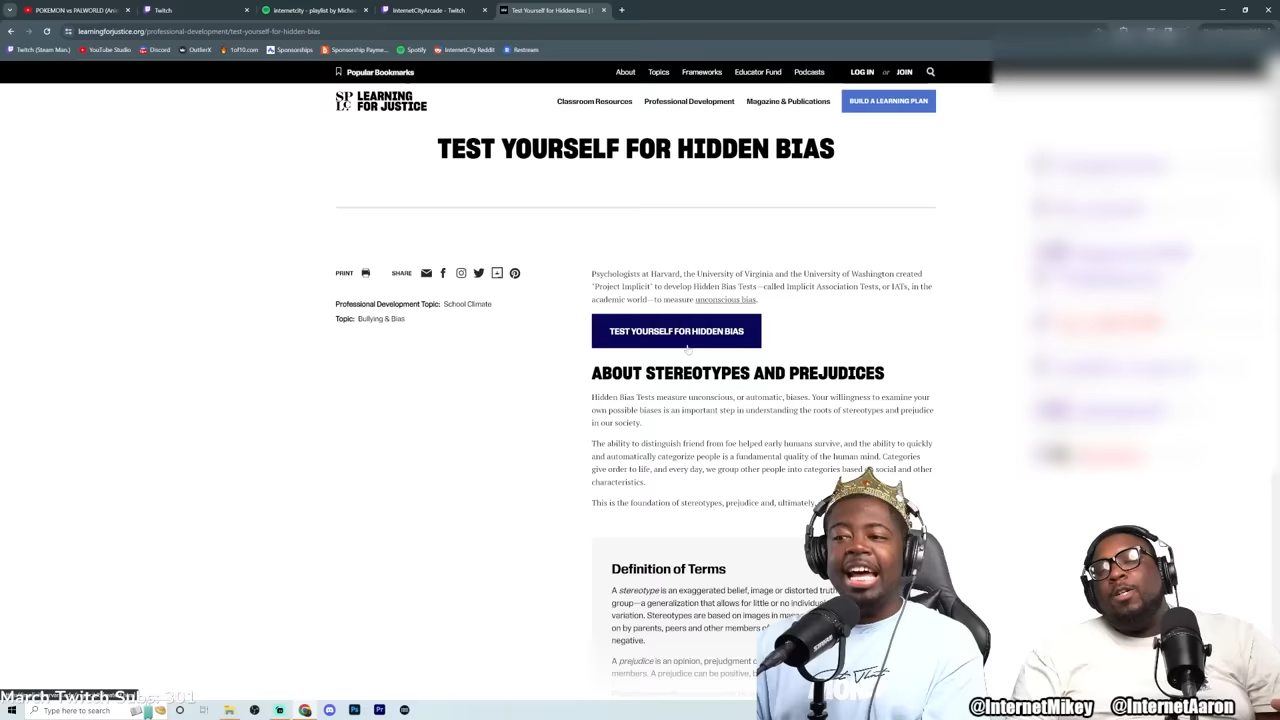 POKEMON vs PALWORLD (Ani
Twitch
internetcity - playlist by Micha
InternetCityArcade - Twitch
Test Yourself for Hidden Bias |
learningforjustice.org/professional-development/test-yourself-for-hidden-bias
Twitch (Steam Man.)
YouTube Studio
Discord
OutlierX
1of10.com
Sponsorships
Sponsorship Payme...
Spotify
InternetCity Reddit
Restream
Popular Bookmarks
About
Topics
Frameworks
Educator Fund
Podcasts
LOG IN or JOIN
SPLC LEARNING
FOR JUSTICE
Classroom Resources
Professional Development
Magazine & Publications
BUILD A LEARNING PLAN
TEST YOURSELF FOR HIDDEN BIAS
PRINT
SHARE
Professional Development Topic: School Climate
Topic: Bullying & Bias
Psychologists at Harvard, the University of Virginia and the University of Washington created
"Project Implicit" to develop Hidden Bias Tests—called Implicit Association Tests, or IATs, in the
academic world—to measure unconscious bias.
TEST YOURSELF FOR HIDDEN BIAS
ABOUT STEREOTYPES AND PREJUDICES
Hidden Bias Tests measure unconscious, or automatic, biases. Your willingness to examine your
own possible biases is an important step in understanding the roots of stereotypes and prejudice
in our society.
The ability to distinguish friend from foe helped early humans survive, and the ability to quickly
and automatically categorize people is a fundamental quality of the human mind. Categories
give order to life, and every day, we group other people into categories based on social and other
characteristics.
This is the foundation of stereotypes, prejudice and, ultimately,
Definition of Terms
A stereotype is an exaggerated belief, image or distorted truth
group—a generalization that allows for little or no individual
variation. Stereotypes are based on images in mass
on by parents, peers and other members of
negative.
A prejudice is an opinion, prejudgment
members. A prejudice can be positive,
March Twitch Subs: 301
Type here to search
@InternetMikey
@InternetAaron